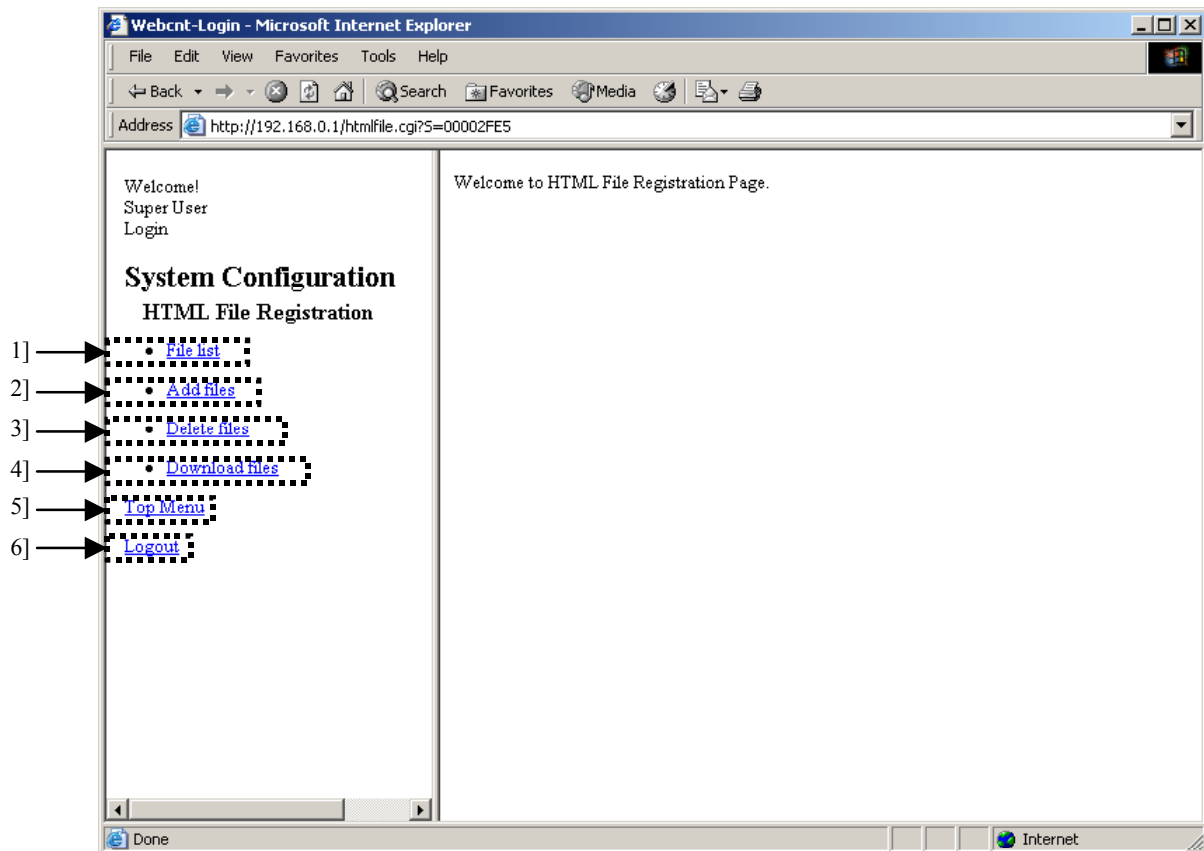 Webcnt-Login - Microsoft Internet Explorer
File Edit View Favorites Tools Help
Back Search Favorites Media
Address http://192.168.0.1/htmlfile.cgi?S=00002FE5
Welcome!
Super User
Login
System Configuration
HTML File Registration
1] • File list
2] • Add files
3] • Delete files
4] • Download files
5] Top Menu
6] Logout
Welcome to HTML File Registration Page.
Done Internet